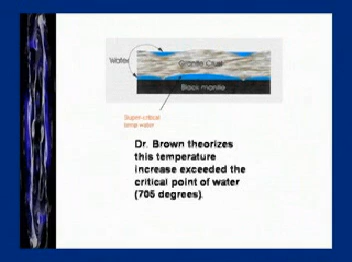 Water
Granite Crust
Black mantle
Super-critical
temp water
Dr. Brown theorizes
this temperature
increase exceeded the
critical point of water
(705 degrees).